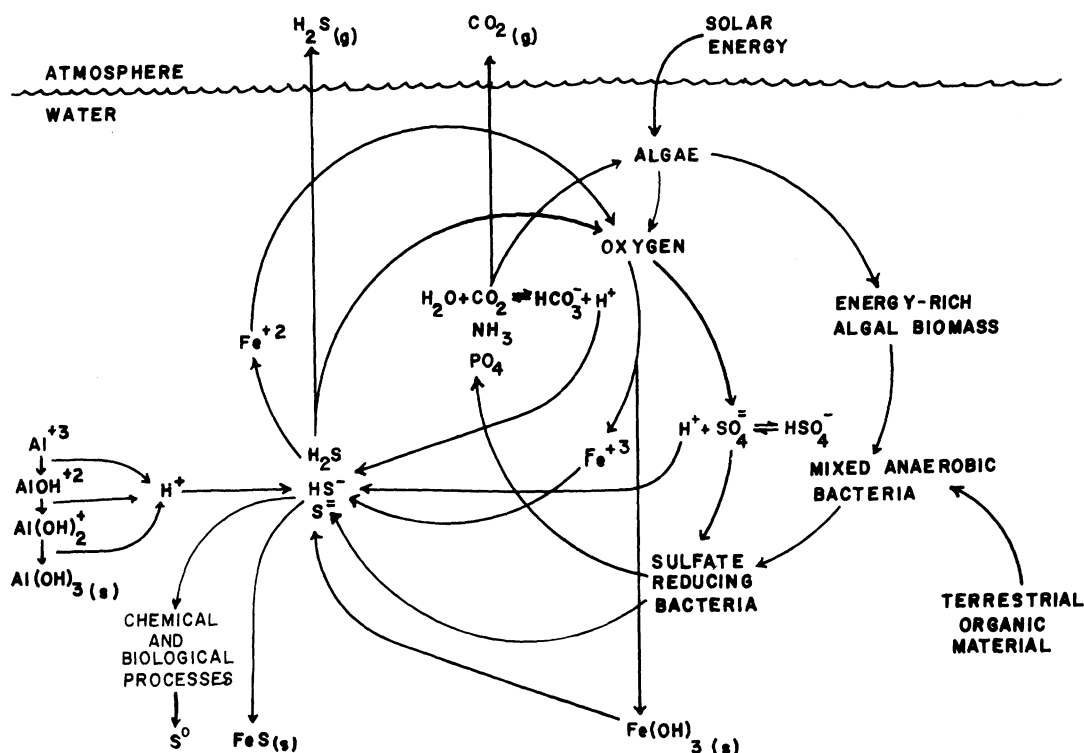 H₂S(g)
CO₂(g)
SOLAR
ENERGY
ATMOSPHERE
WATER
ALGAE
OXYGEN
H₂O+CO₂⇌HCO₃⁻+H⁺
NH₃
PO₄
ENERGY-RICH
ALGAL BIOMASS
Fe⁺²
H⁺+SO₄⁼⇌HSO₄⁻
Al⁺³
AlOH⁺²
Al(OH)₂⁺
Al(OH)₃(s)
H⁺
H₂S
HS⁻
S⁼
Fe⁺³
MIXED ANAEROBIC
BACTERIA
SULFATE
REDUCING
BACTERIA
TERRESTRIAL
ORGANIC
MATERIAL
CHEMICAL
AND
BIOLOGICAL
PROCESSES
S⁰
FeS(s)
Fe(OH)₃(s)